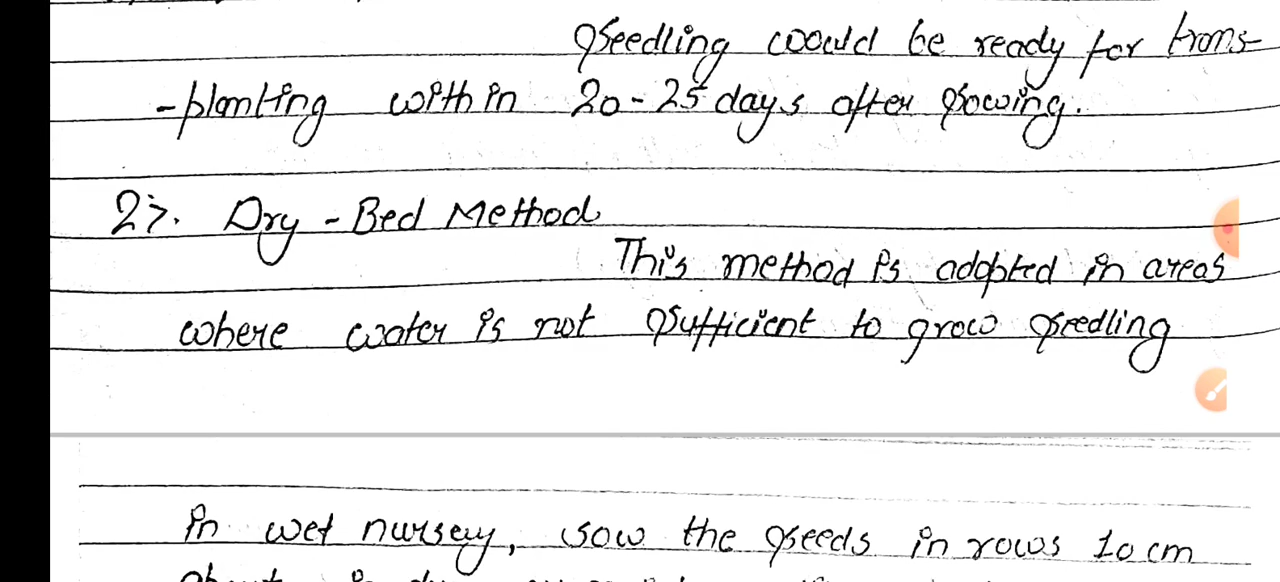 Seedling could be ready for trans-
-planting within 20-25 days after sowing.
2>. Dry-Bed Method
This method is adopted in areas
where water is not sufficient to grow seedling
in wet nursey, sow the seeds in rows 10 cm